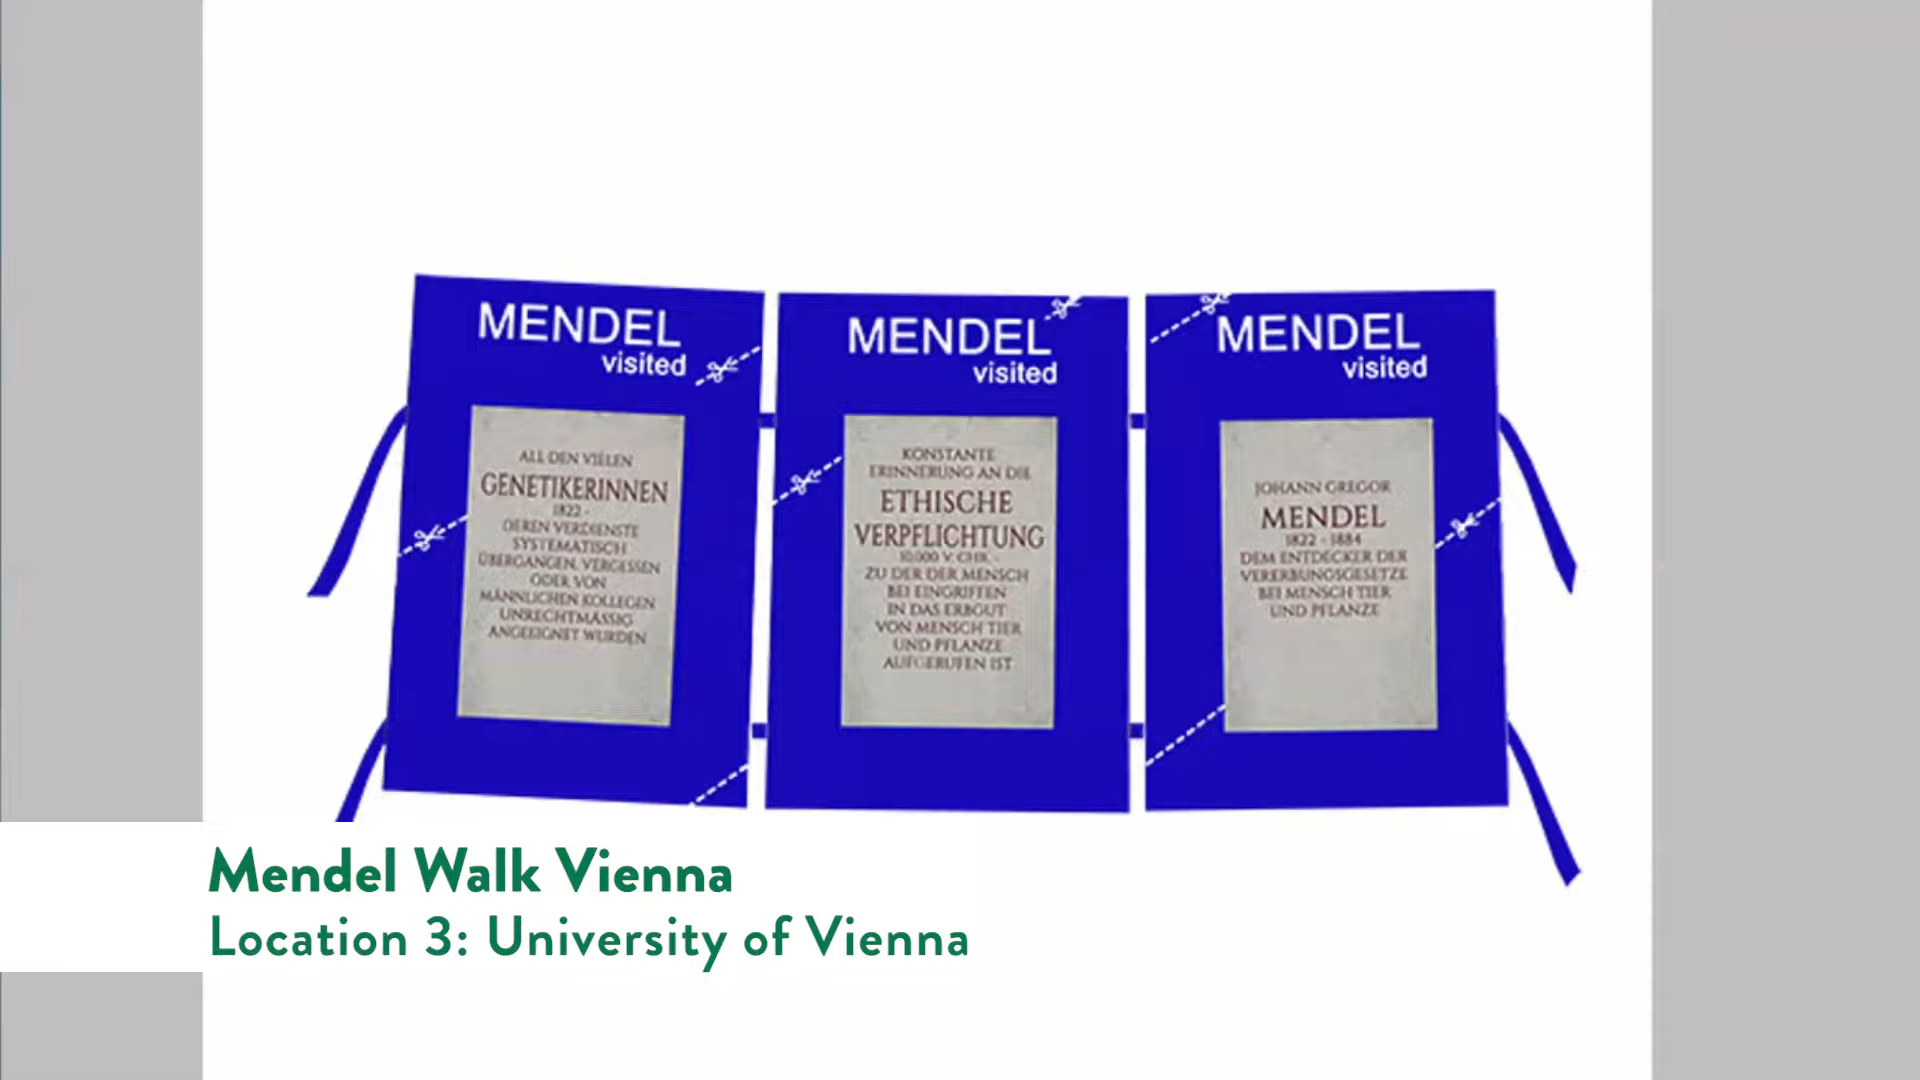 MENDEL
visited
ALL DEN VIELEN
GENETIKERINNEN
1822 -
DEREN VERDIENSTE
SYSTEMATISCH
ÜBERGANGEN, VERGESSEN
ODER VON
MÄNNLICHEN KOLLEGEN
UNRECHTMÄSSIG
ANGEEIGNET WURDEN
MENDEL
visited
KONSTANTE
ERINNERUNG AN DIE
ETHISCHE
VERPFLICHTUNG
10.000 V. CHR. -
ZU DER DER MENSCH
BEI EINGRIFFEN
IN DAS ERBGUT
VON MENSCH TIER
UND PFLANZE
AUFGERUFEN IST
MENDEL
visited
JOHANN GREGOR
MENDEL
1822 - 1884
DEM ENTDECKER DER
VERERBUNGSGESETZE
BEI MENSCH TIER
UND PFLANZE
Mendel Walk Vienna
Location 3: University of Vienna